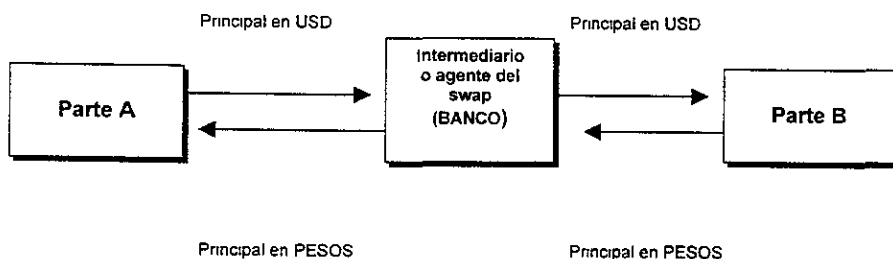 Principal en USD
Principal en USD
Intermediario
o agente del
swap
(BANCO)
Parte A
Parte B
Principal en PESOS
Principal en PESOS